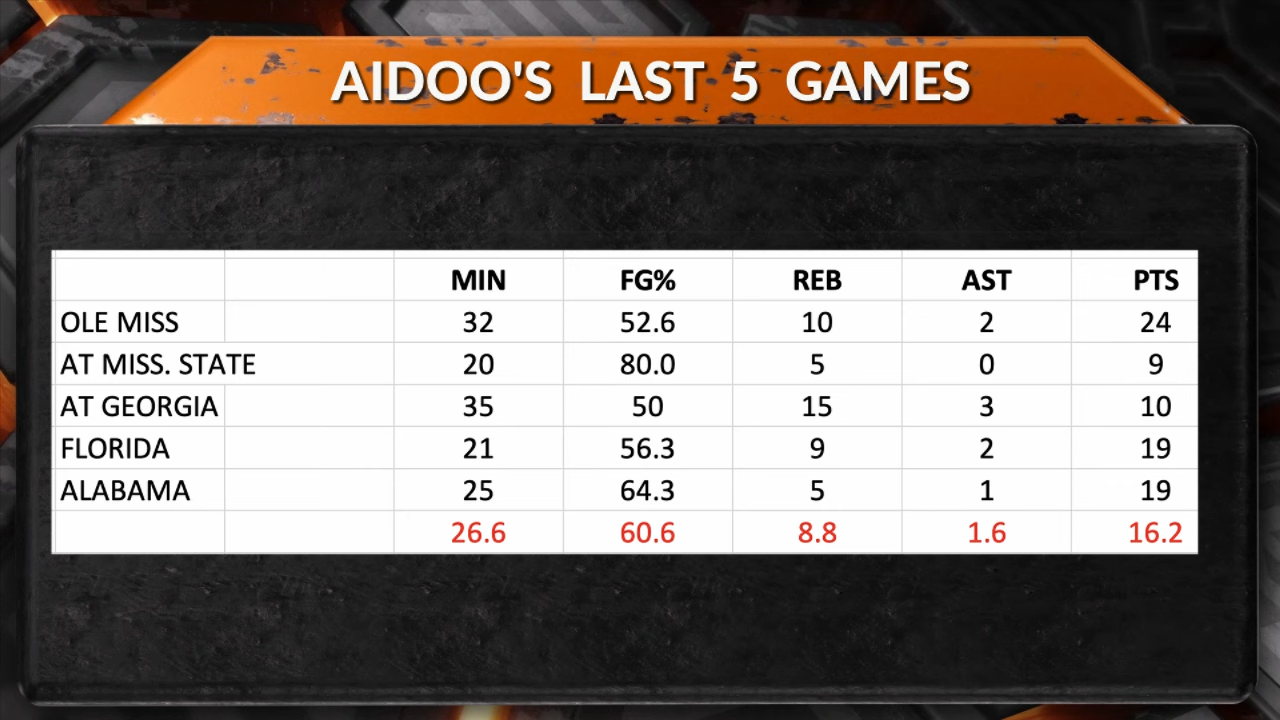 AIDOO'S LAST 5 GAMES
MIN FG% REB AST PTS
OLE MISS 32 52.6 10 2 24
AT MISS. STATE 20 80.0 5 0 9
AT GEORGIA 35 50 15 3 10
FLORIDA 21 56.3 9 2 19
ALABAMA 25 64.3 5 1 19
26.6 60.6 8.8 1.6 16.2